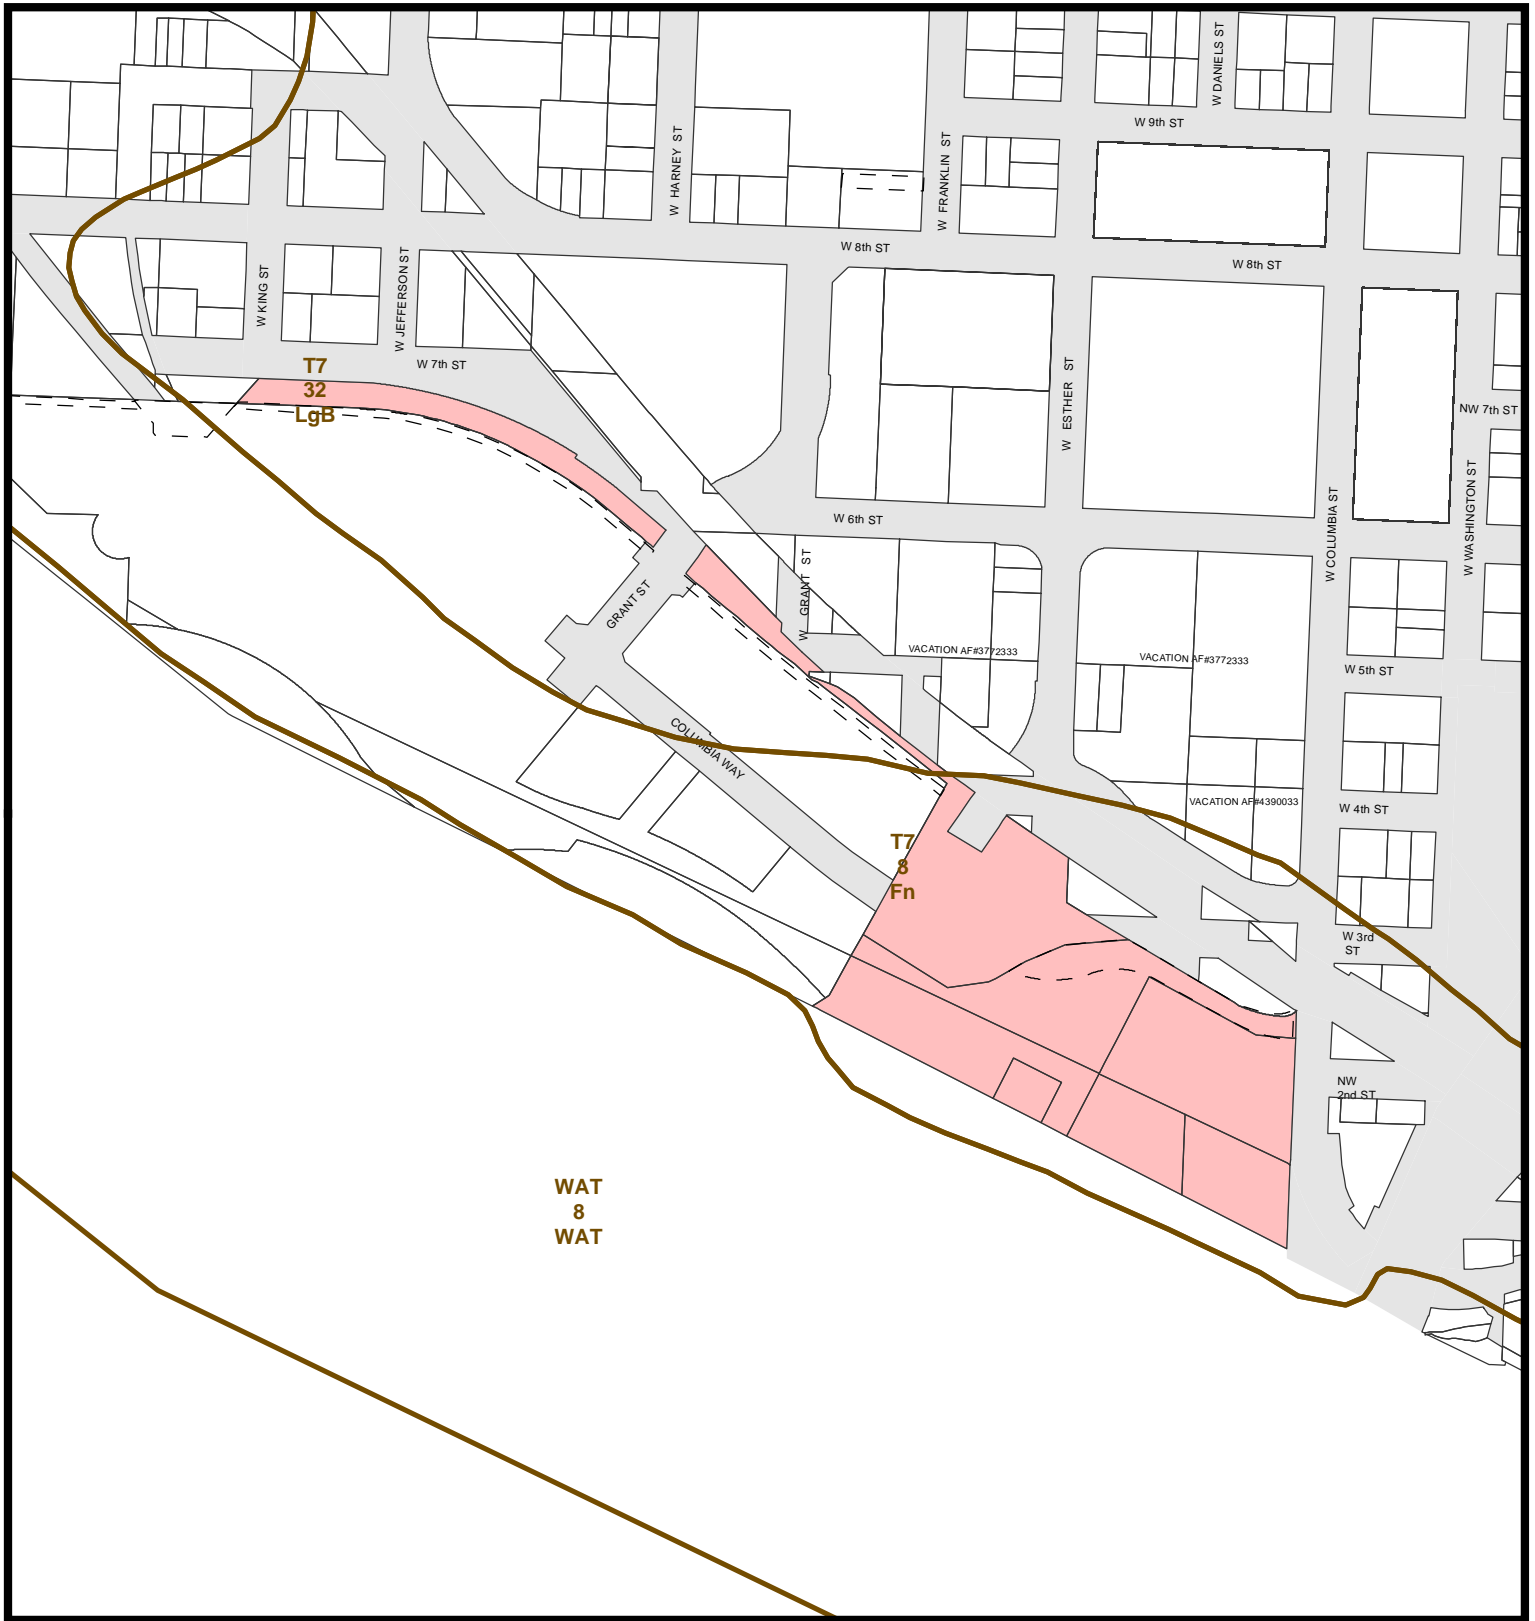 W DANIELS ST
W 9th ST
W HARNEY ST
W FRANKLIN ST
W 8th ST
W 8th ST
W KING ST
W JEFFERSON ST
W 7th ST
T7
32
LgB
W ESTHER ST
NW 7th ST
W COLUMBIA ST
W WASHINGTON ST
W 6th ST
W GRANT ST
GRANT ST
VACATION AF#3772333
VACATION AF#3772333
W 5th ST
COLUMBIA WAY
VACATION AF#4390033
W 4th ST
T7
8
Fn
W 3rd
ST
NW
2nd ST
WAT
8
WAT